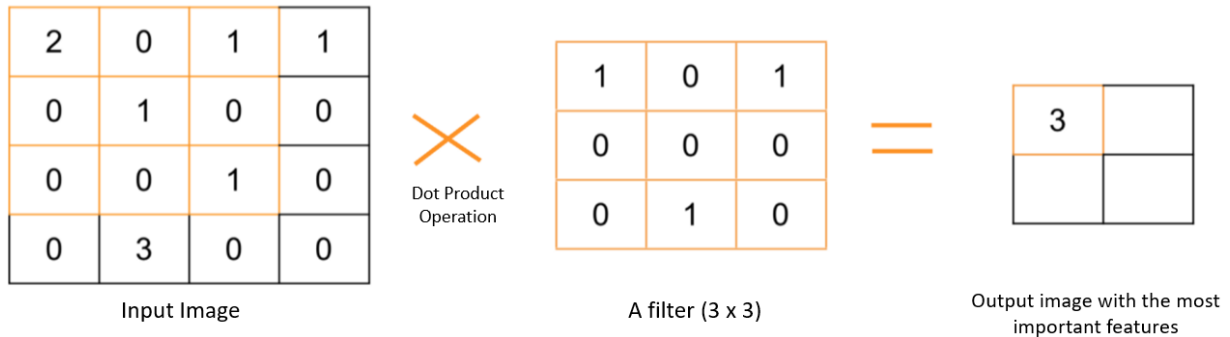 2 0 1 1
0 1 0 0
0 0 1 0
0 3 0 0
Input Image
Dot Product
Operation
1 0 1
0 0 0
0 1 0
A filter (3 x 3)
3
Output image with the most
important features